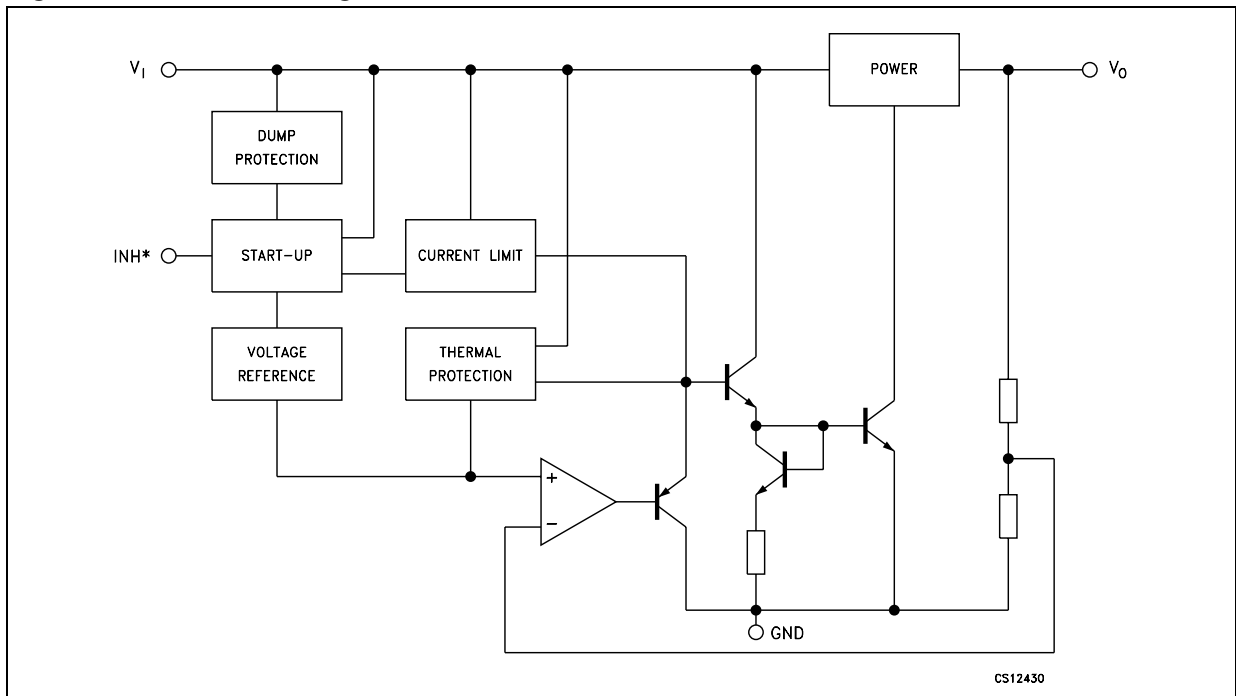 V_I
POWER
V_O
DUMP
PROTECTION
INH*
START-UP
CURRENT LIMIT
VOLTAGE
REFERENCE
THERMAL
PROTECTION
+
−
GND
CS12430